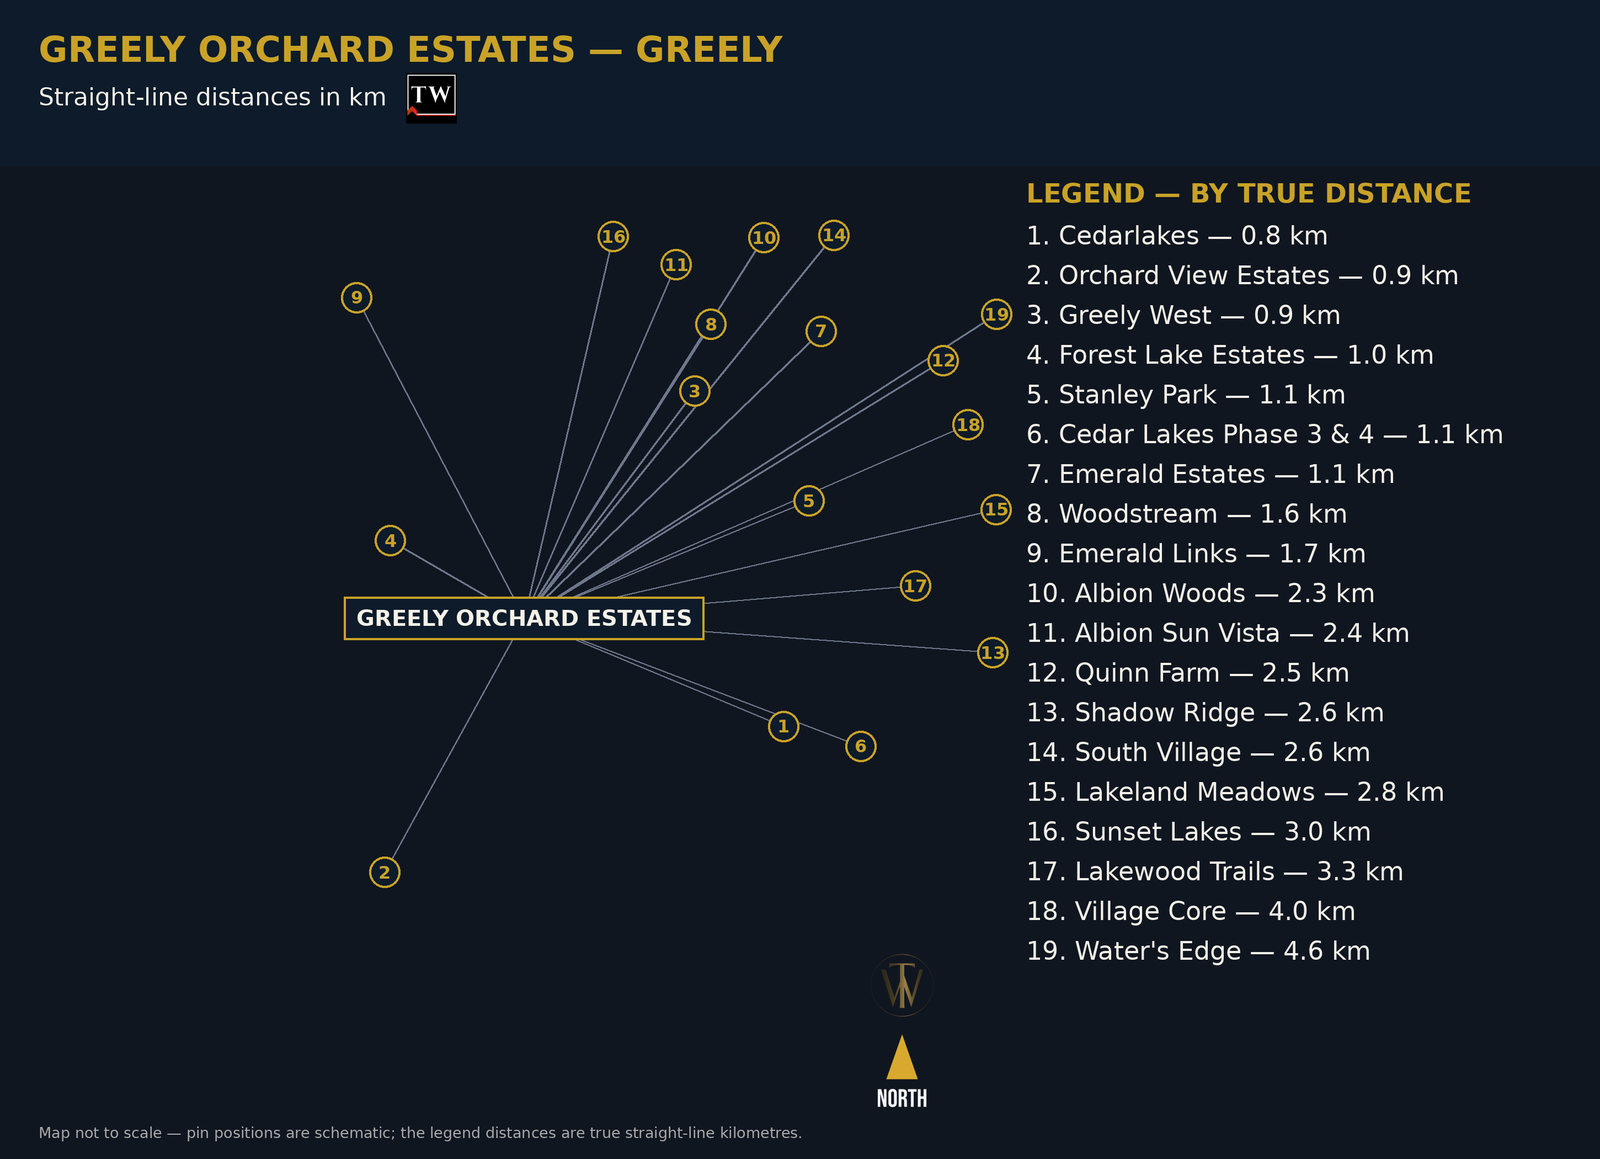 GREELY ORCHARD ESTATES — GREELY
Straight-line distances in km TW
LEGEND — BY TRUE DISTANCE
1. Cedarlakes — 0.8 km
2. Orchard View Estates — 0.9 km
3. Greely West — 0.9 km
4. Forest Lake Estates — 1.0 km
5. Stanley Park — 1.1 km
6. Cedar Lakes Phase 3 & 4 — 1.1 km
7. Emerald Estates — 1.1 km
8. Woodstream — 1.6 km
9. Emerald Links — 1.7 km
10. Albion Woods — 2.3 km
11. Albion Sun Vista — 2.4 km
12. Quinn Farm — 2.5 km
13. Shadow Ridge — 2.6 km
14. South Village — 2.6 km
15. Lakeland Meadows — 2.8 km
16. Sunset Lakes — 3.0 km
17. Lakewood Trails — 3.3 km
18. Village Core — 4.0 km
19. Water's Edge — 4.6 km
16
10
14
11
9
19
8
7
12
3
18
5
15
4
17
GREELY ORCHARD ESTATES
13
1
6
2
TW
NORTH
Map not to scale — pin positions are schematic; the legend distances are true straight-line kilometres.